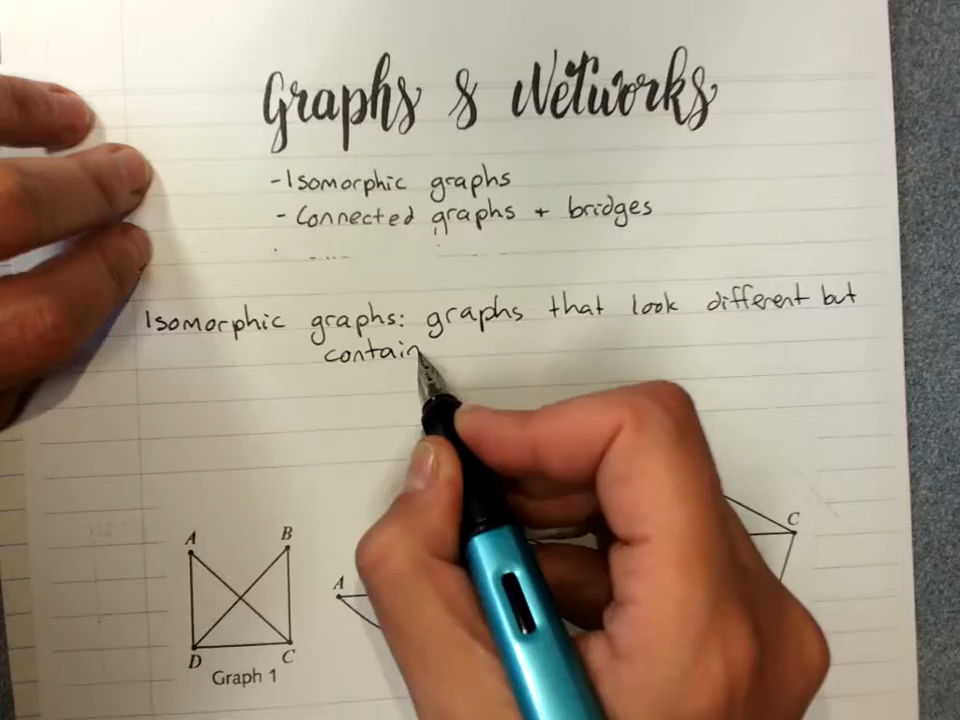 Graphs & Networks
- Isomorphic graphs
- Connected graphs + bridges
Isomorphic graphs: graphs that look different but
contain
A B
D C
Graph 1
A
C